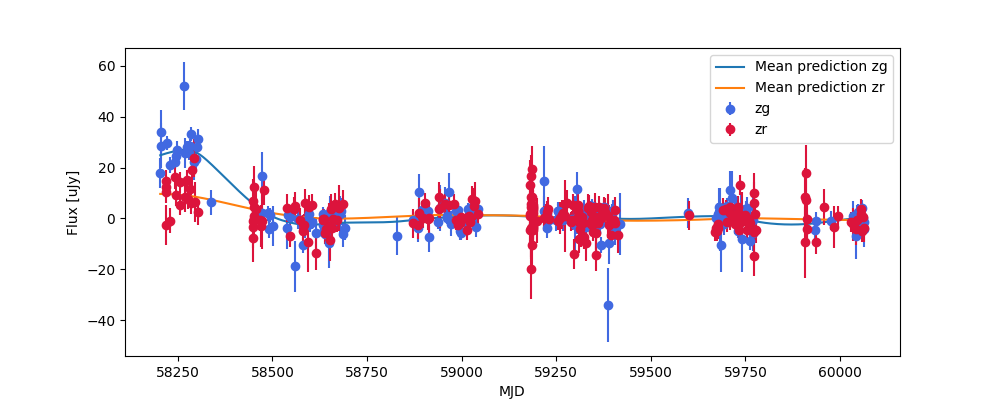 60
40
20
0
−20
−40
Flux [uJy]
58250
58500
58750
59000
59250
59500
59750
60000
MJD
Mean prediction zg
Mean prediction zr
zg
zr